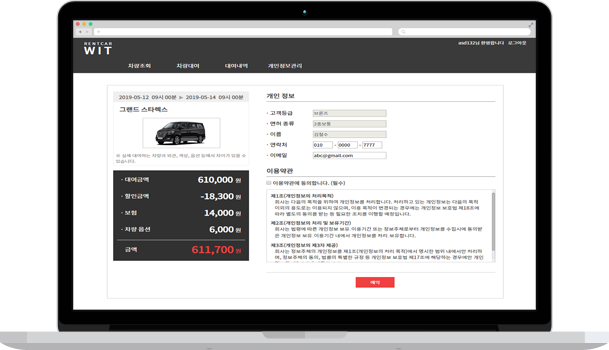 RENTCAR
WIT
asd132님 환영합니다 로그아웃
차량조회 차량대여 대여내역 개인정보관리
2019-05-12 09시 00분 ~ 2019-05-14 09시 00분
그랜드 스타렉스
※ 실제 대여하는 차량과 외관, 색상, 옵션 등에서 차이가 있을 수 있습니다.
· 대여금액 610,000 원
· 할인금액 -18,300 원
· 보험 14,000 원
· 차량 옵션 6,000 원
금액 611,700 원
개인 정보
· 고객등급 브론즈
· 면허 종류 2종보통
· 이름
· 연락처 010 - 0000 - 7777
· 이메일 abc@gmail.com
이용약관
이용약관에 동의합니다. (필수)
제1조(개인정보의 처리목적)
회사는 다음의 목적을 위하여 개인정보를 처리합니다. 처리하고 있는 개인정보는 다음의 목적
이외의 용도로는 이용되지 않으며, 이용 목적이 변경되는 경우에는 개인정보 보호법 제18조에
따라 별도의 동의를 받는 등 필요한 조치를 이행할 예정입니다.
제2조(개인정보의 처리 및 보유기간)
회사는 법령에 따른 개인정보 보유·이용기간 또는 정보주체로부터 개인정보를 수집시에 동의받
은 개인정보 보유·이용기간 내에서 개인정보를 처리·보유합니다.
제3조(개인정보의 제3자 제공)
회사는 정보주체의 개인정보를 제1조(개인정보의 처리 목적)에서 명시한 범위 내에서만 처리하
며, 정보주체의 동의, 법률의 특별한 규정 등 개인정보 보호법 제17조에 해당하는 경우에만 개인
예약